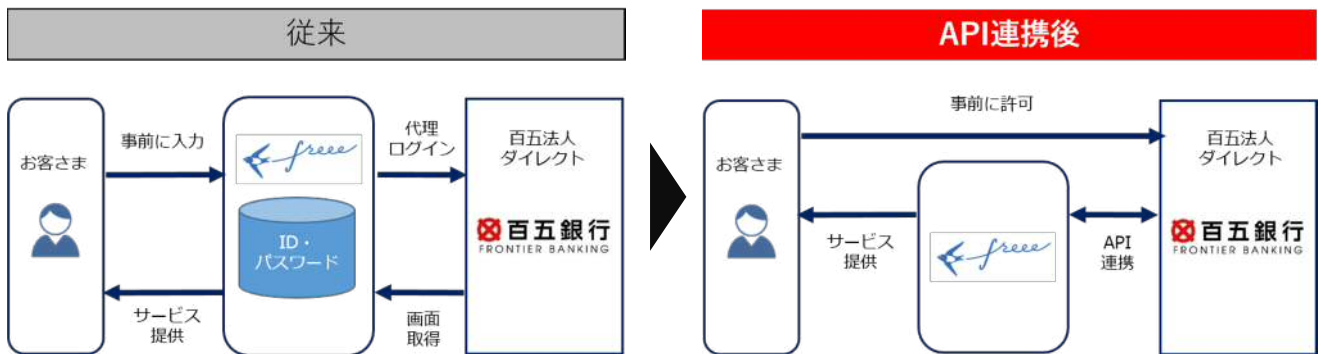 従来
お客さま
事前に入力
freee
ID・
パスワード
サービス
提供
代理
ログイン
画面
取得
百五法人
ダイレクト
百五銀行
FRONTIER BANKING
API連携後
お客さま
事前に許可
サービス
提供
freee
API
連携
百五法人
ダイレクト
百五銀行
FRONTIER BANKING